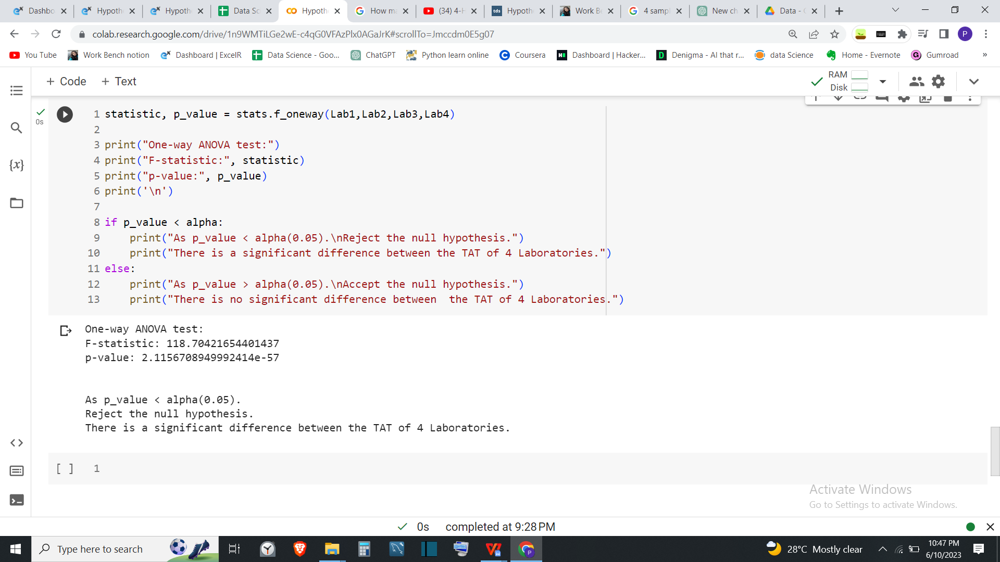 Dashbo
Hypoth
Hypoth
Data Sc
Hypoth
How ma
(34) 4-H
tds
Hypoth
Work Be
4 sampl
New ch
Data -
colab.research.google.com/drive/1n9WMTiLGe2wE-c4qG0VFAzPlx0AGaJrK#scrollTo=Jmccdm0E5g07
P
You Tube
Work Bench notion
Dashboard | ExcelR
Data Science - Goo...
ChatGPT
Python learn online
Coursera
Dashboard | Hacker...
Denigma - AI that r...
data Science
Home - Evernote
Gumroad
»
+ Code + Text
RAM
Disk
0s
1 statistic, p_value = stats.f_oneway(Lab1,Lab2,Lab3,Lab4)
2
3 print("One-way ANOVA test:")
4 print("F-statistic:", statistic)
5 print("p-value:", p_value)
6 print('\n')
7
8 if p_value < alpha:
9     print("As p_value < alpha(0.05).\nReject the null hypothesis.")
10     print("There is a significant difference between the TAT of 4 Laboratories.")
11 else:
12     print("As p_value > alpha(0.05).\nAccept the null hypothesis.")
13     print("There is no significant difference between  the TAT of 4 Laboratories.")
One-way ANOVA test:
F-statistic: 118.70421654401437
p-value: 2.1156708949992414e-57
As p_value < alpha(0.05).
Reject the null hypothesis.
There is a significant difference between the TAT of 4 Laboratories.
[ ] 1
Activate Windows
Go to Settings to activate Windows.
0s completed at 9:28 PM
Type here to search
28°C Mostly clear
10:47 PM
6/10/2023